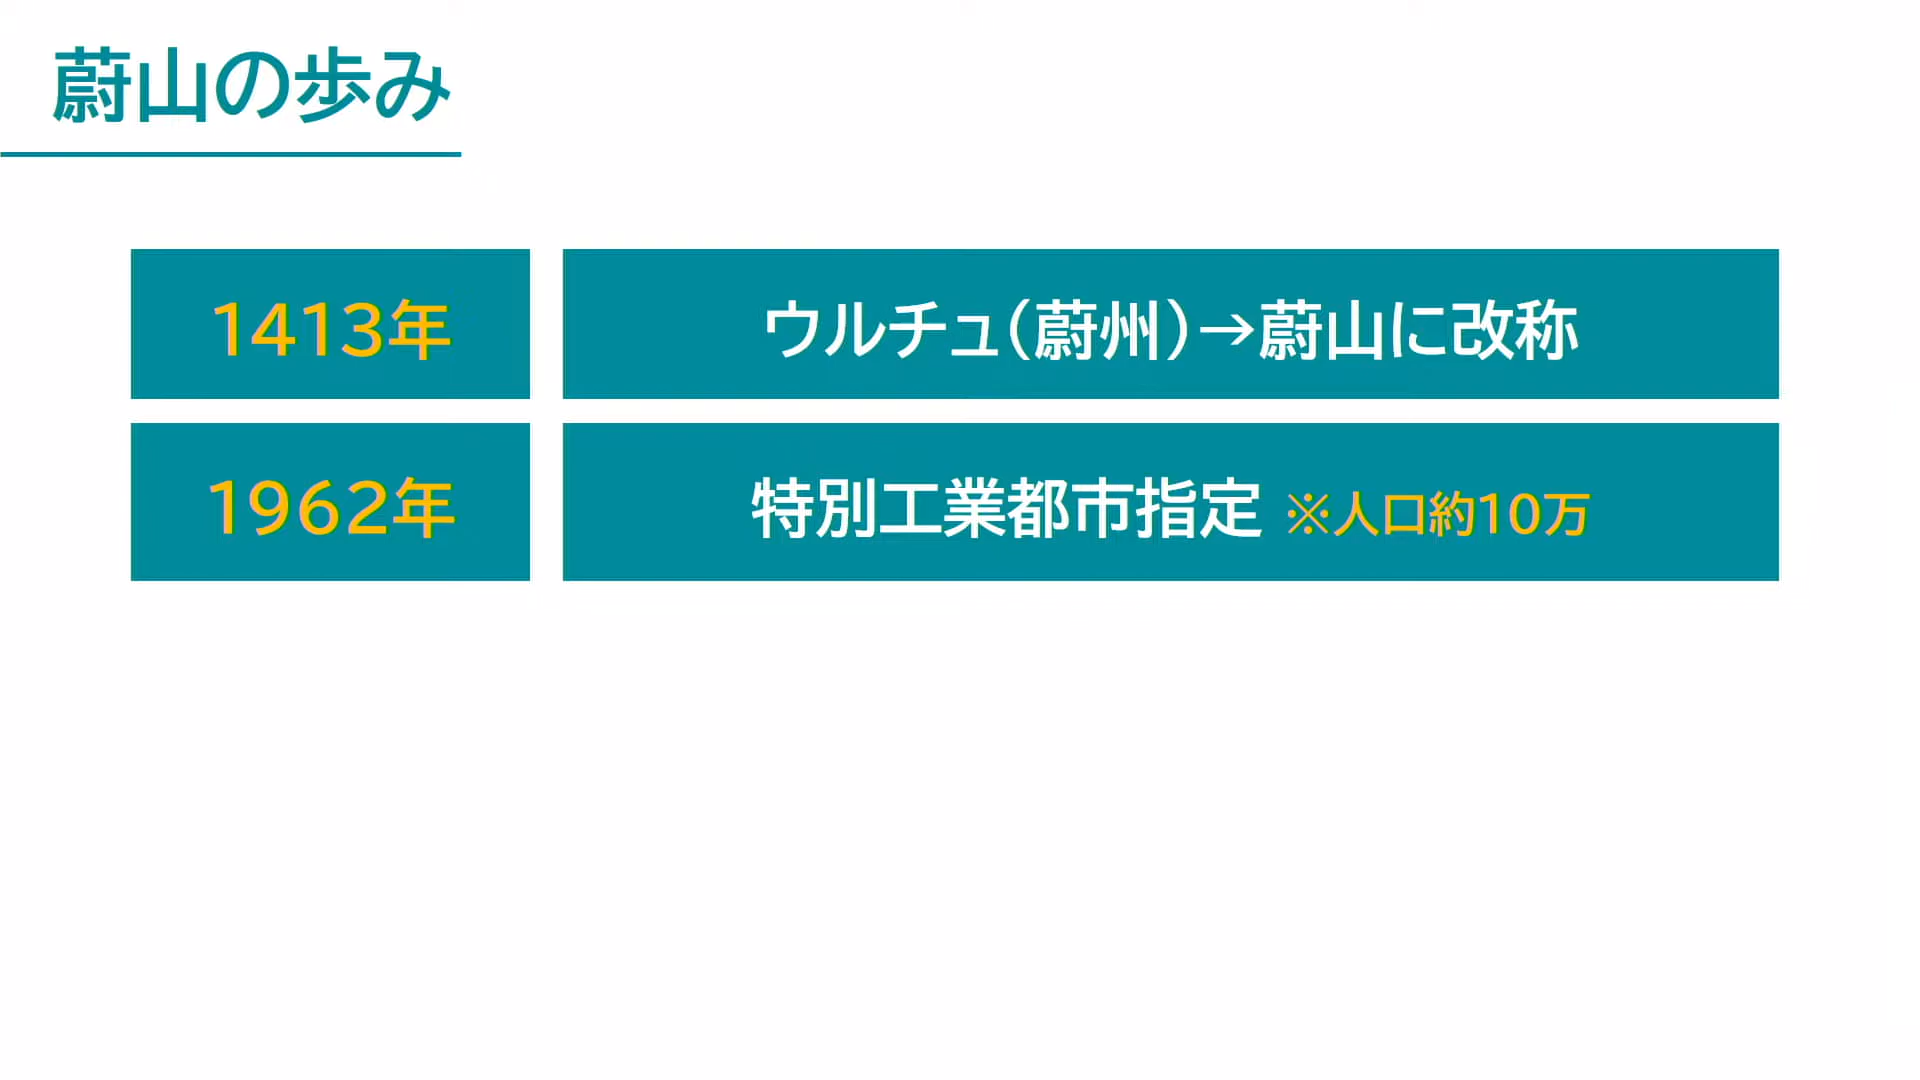 蔚山の歩み
1413年
ウルチュ(蔚州)→蔚山に改称
1962年
特別工業都市指定 ※人口約10万